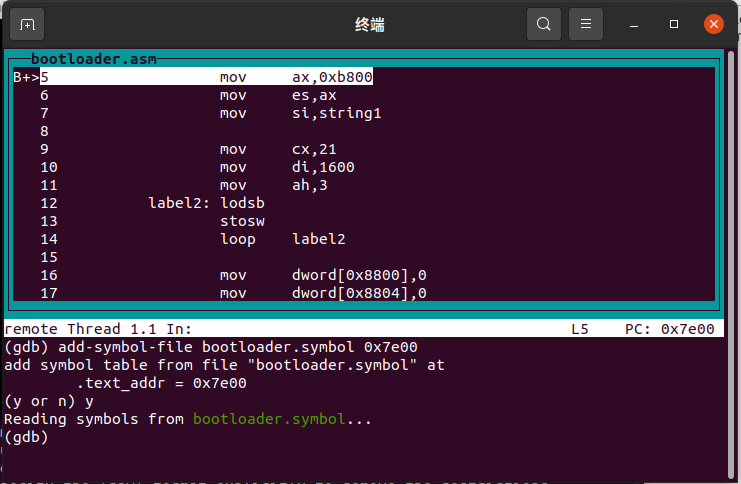 终端
bootloader.asm
B+>5 mov ax,0xb800
6 mov es,ax
7 mov si,string1
8
9 mov cx,21
10 mov di,1600
11 mov ah,3
12 label2: lodsb
13 stosw
14 loop label2
15
16 mov dword[0x8800],0
17 mov dword[0x8804],0
remote Thread 1.1 In: L5 PC: 0x7e00
(gdb) add-symbol-file bootloader.symbol 0x7e00
add symbol table from file "bootloader.symbol" at
.text_addr = 0x7e00
(y or n) y
Reading symbols from bootloader.symbol...
(gdb)